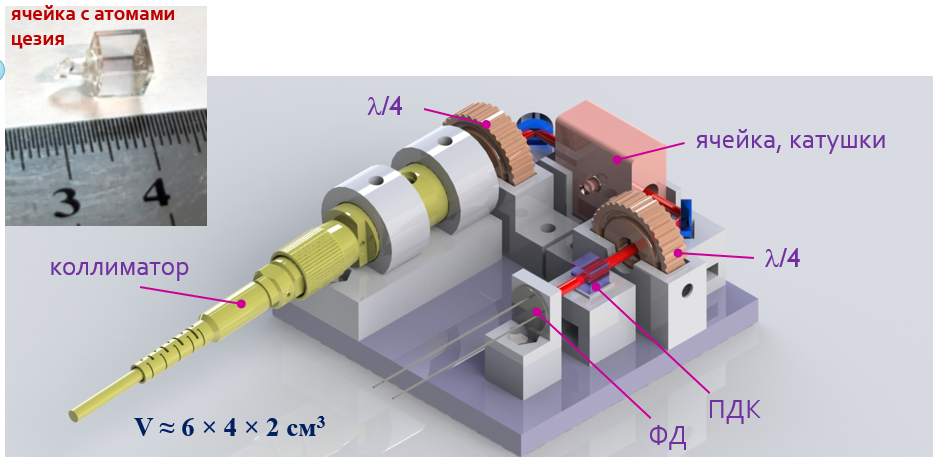 ячейка с атомами
цезия
3 4
λ/4
ячейка, катушки
коллиматор
λ/4
ПДК
ФД
V ≈ 6 × 4 × 2 см³